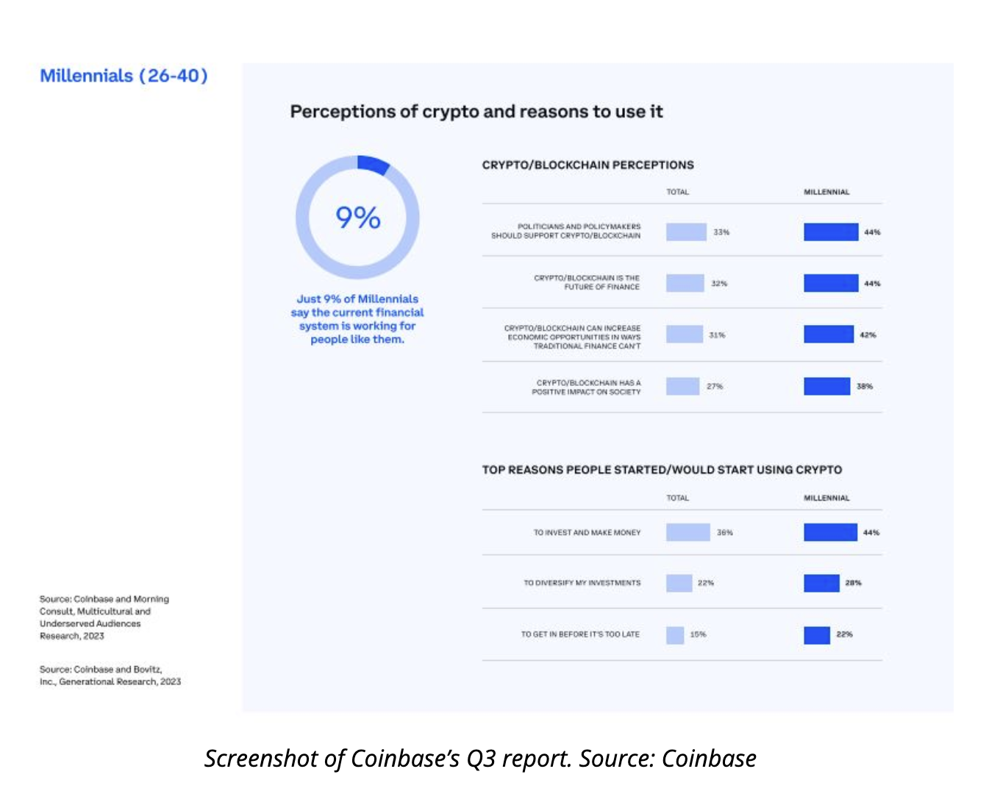 Millennials (26-40)
Perceptions of crypto and reasons to use it
9%
Just 9% of Millennials
say the current financial
system is working for
people like them.
CRYPTO/BLOCKCHAIN PERCEPTIONS
TOTAL MILLENNIAL
POLITICIANS AND POLICYMAKERS
SHOULD SUPPORT CRYPTO/BLOCKCHAIN
33% 44%
CRYPTO/BLOCKCHAIN IS THE
FUTURE OF FINANCE
32% 44%
CRYPTO/BLOCKCHAIN CAN INCREASE
ECONOMIC OPPORTUNITIES IN WAYS
TRADITIONAL FINANCE CAN'T
31% 42%
CRYPTO/BLOCKCHAIN HAS A
POSITIVE IMPACT ON SOCIETY
27% 38%
TOP REASONS PEOPLE STARTED/WOULD START USING CRYPTO
TOTAL MILLENNIAL
TO INVEST AND MAKE MONEY 36% 44%
TO DIVERSIFY MY INVESTMENTS 22% 28%
TO GET IN BEFORE IT'S TOO LATE 15% 22%
Source: Coinbase and Morning
Consult, Multicultural and
Underserved Audiences
Research, 2023
Source: Coinbase and Bovitz,
Inc., Generational Research, 2023
Screenshot of Coinbase’s Q3 report. Source: Coinbase